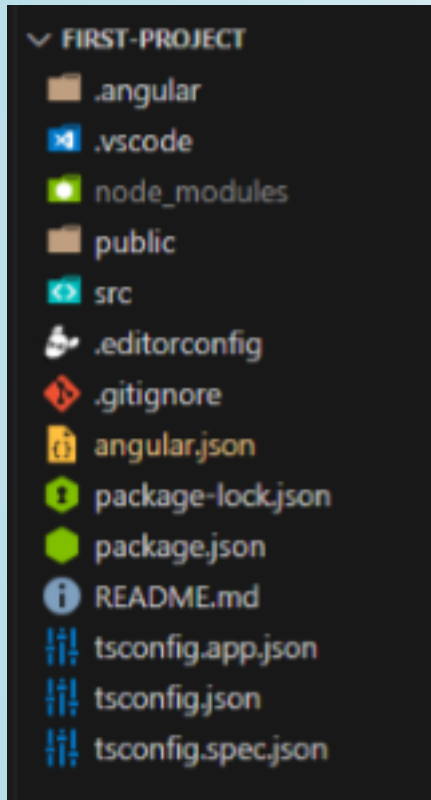 FIRST-PROJECT
.angular
.vscode
node_modules
public
src
.editorconfig
.gitignore
angular.json
package-lock.json
package.json
README.md
tsconfig.app.json
tsconfig.json
tsconfig.spec.json